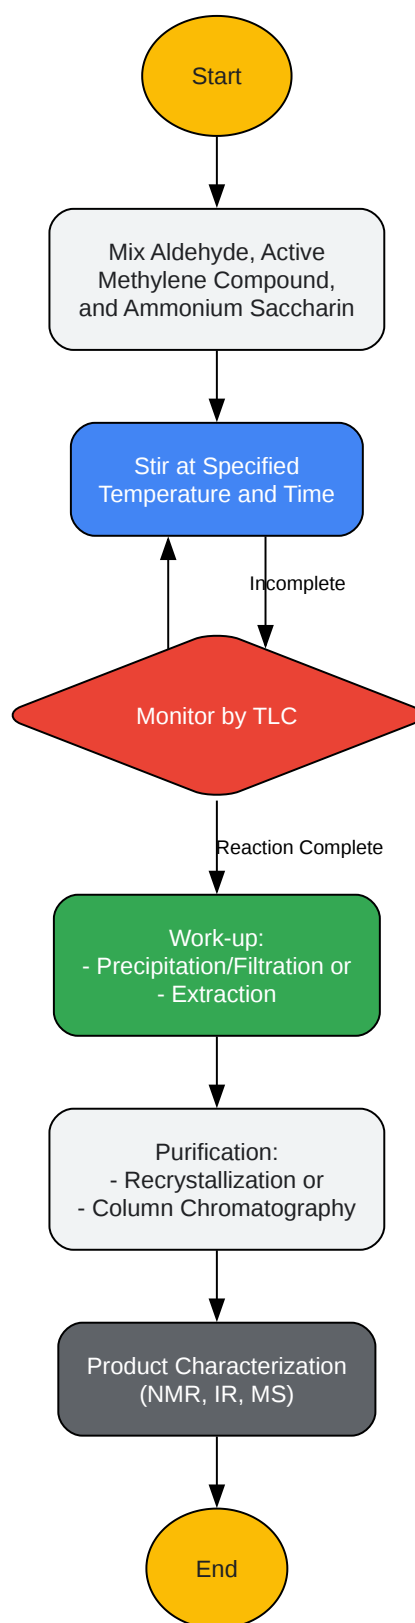 Start
Mix Aldehyde, Active
Methylene Compound,
and Ammonium Saccharin
Stir at Specified
Temperature and Time
Incomplete
Monitor by TLC
Reaction Complete
Work-up:
- Precipitation/Filtration or
- Extraction
Purification:
- Recrystallization or
- Column Chromatography
Product Characterization
(NMR, IR, MS)
End